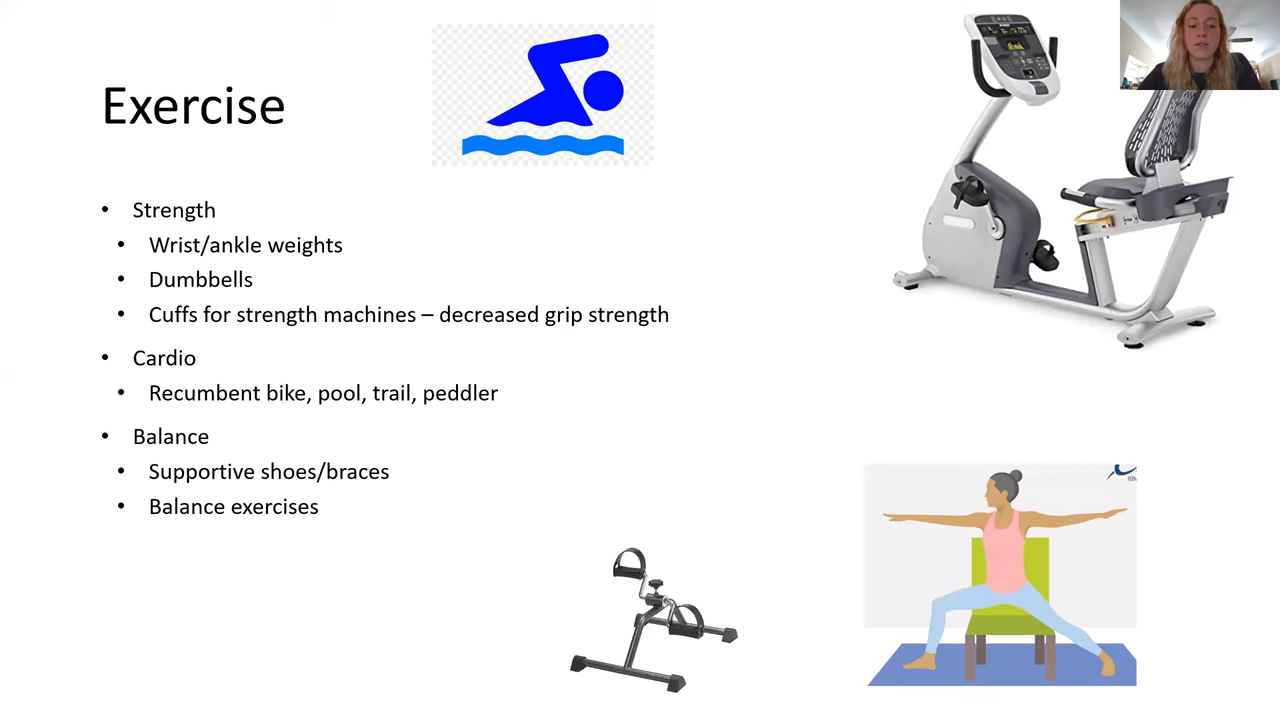 Exercise
• Strength
• Wrist/ankle weights
• Dumbbells
• Cuffs for strength machines – decreased grip strength
• Cardio
• Recumbent bike, pool, trail, peddler
• Balance
• Supportive shoes/braces
• Balance exercises